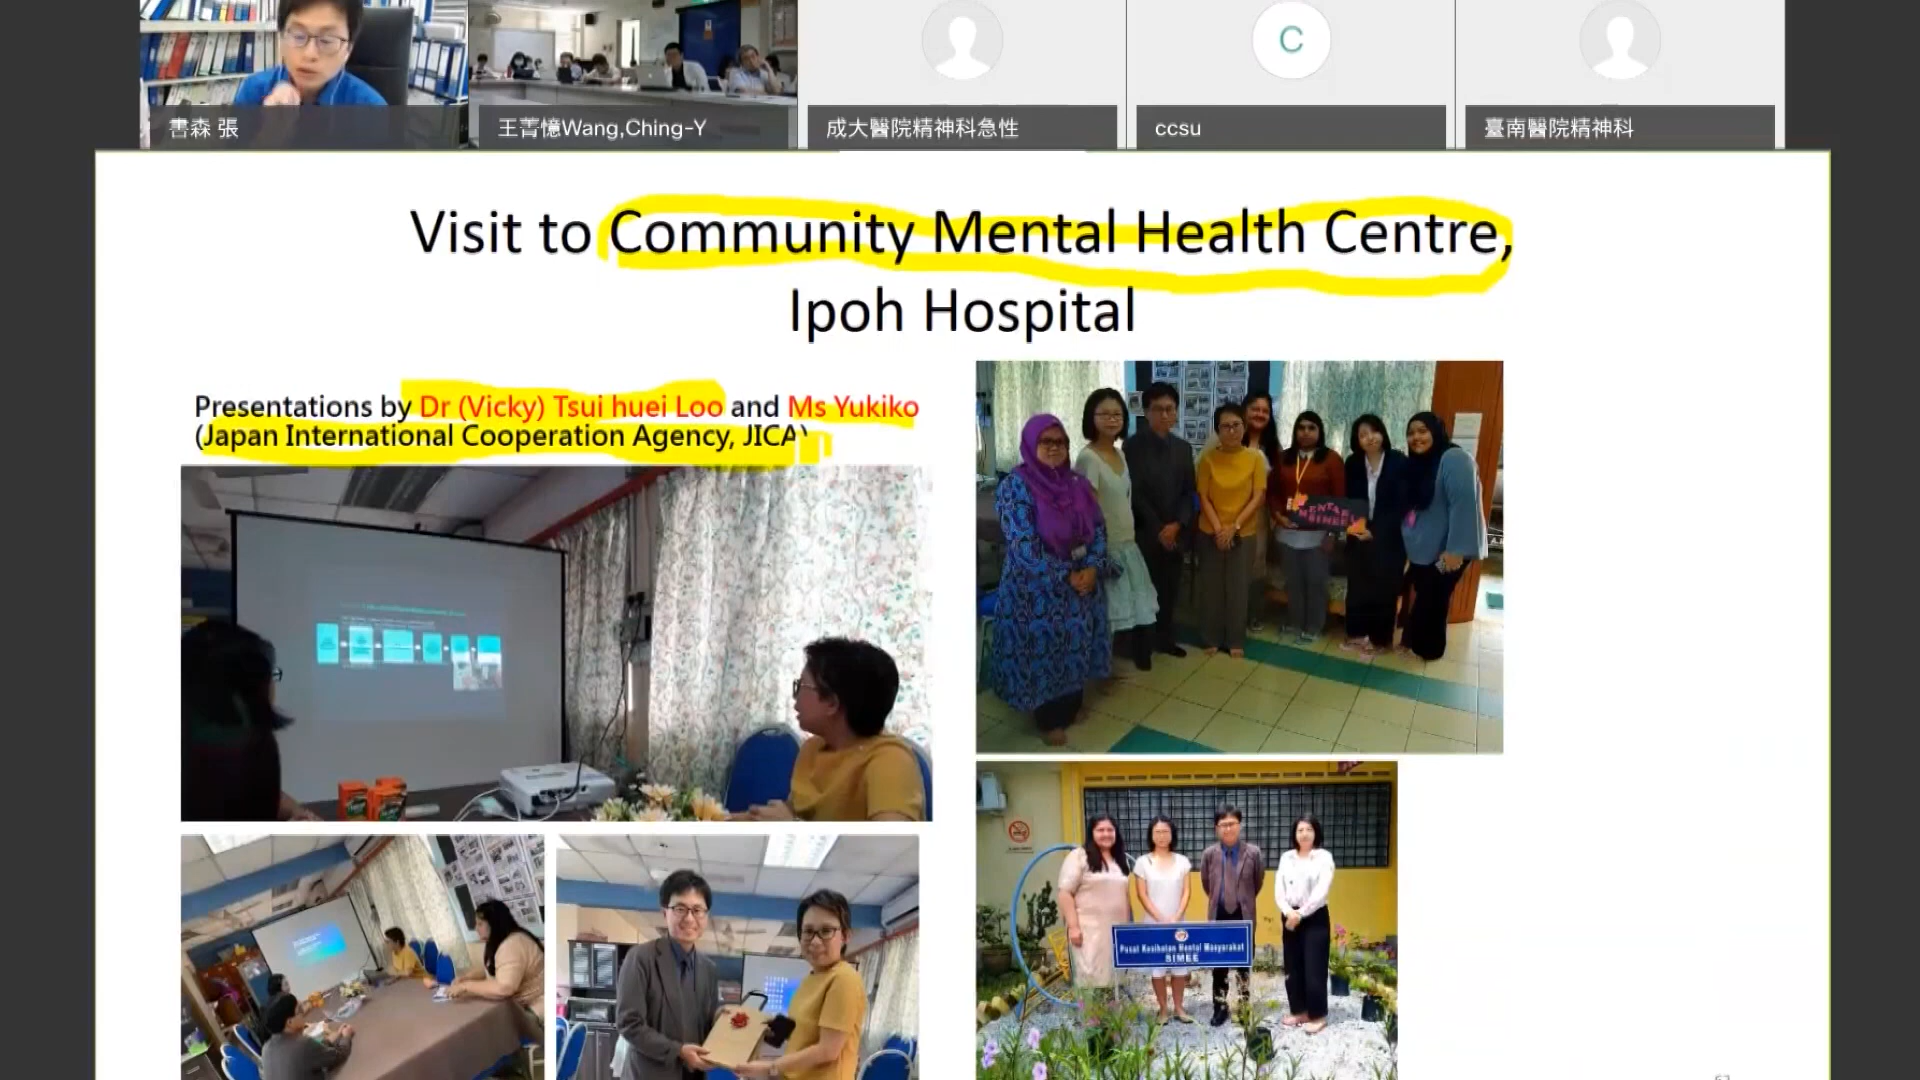 書森 張
王菁憶Wang,Ching-Y
成大醫院精神科急性
C
ccsu
臺南醫院精神科
Visit to Community Mental Health Centre,
Ipoh Hospital
Presentations by Dr (Vicky) Tsui huei Loo and Ms Yukiko
(Japan International Cooperation Agency, JICA)
MENTARI
SIMEE
Pusat Kesihatan Mental Masyarakat
SIMEE